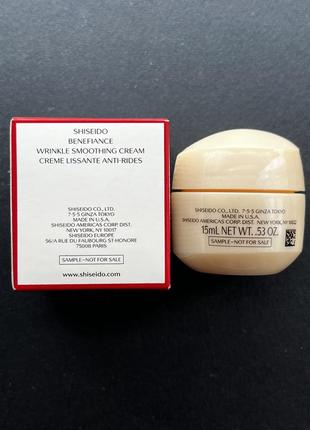 SHISEIDO
BENEFIANCE
WRINKLE SMOOTHING CREAM
CREME LISSANTE ANTI-RIDES
SHISEIDO CO., LTD.
7·5·5 GINZA TOKYO
MADE IN U.S.A.
SHISEIDO AMERICAS CORP. DIST.
NEW YORK, NY 10017
SHISEIDO EUROPE
56/A RUE DU FAUBOURG ST-HONORE
75008 PARIS
SAMPLE·NOT FOR SALE
www.shiseido.com
SHISEIDO CO., LTD. 7·5·5 GINZA TOKYO
MADE IN U.S.A.
SHISEIDO AMERICAS CORP. DIST. NEW YORK, NY
15mL NET WT. .53 OZ.
SAMPLE·NOT FOR SALE